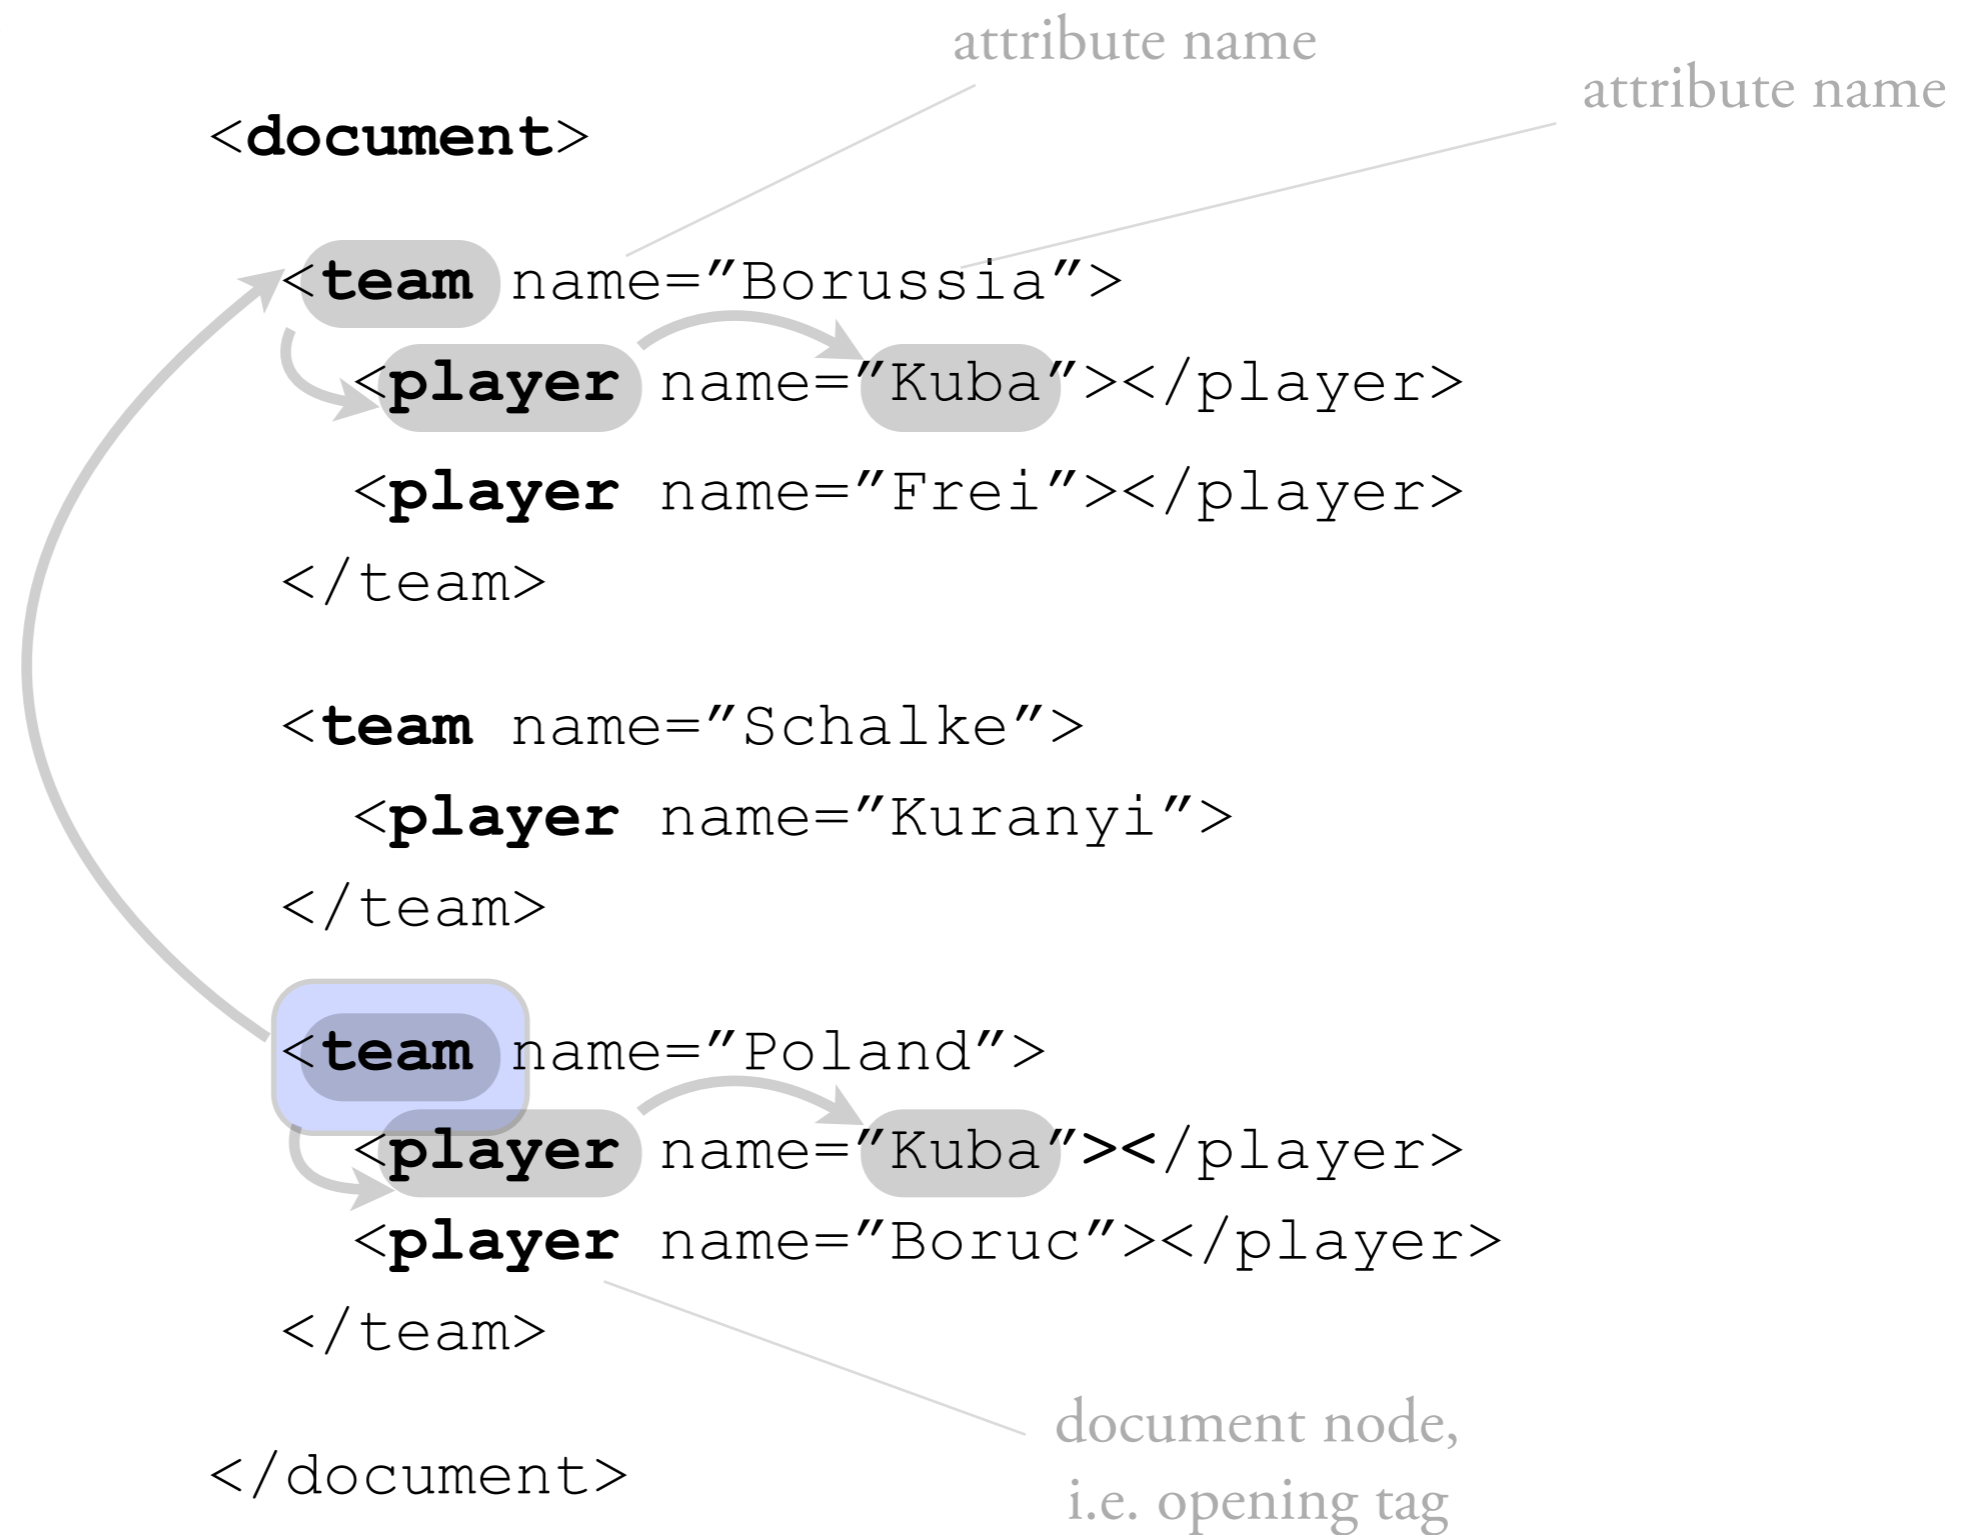 attribute name
attribute name
<document>
<team name=″Borussia″>
<player name=″Kuba″></player>
<player name=″Frei″></player>
</team>
<team name=″Schalke″>
<player name=″Kuranyi″>
</team>
<team name=″Poland″>
<player name=″Kuba″></player>
<player name=″Boruc″></player>
</team>
document node,
</document>
i.e. opening tag